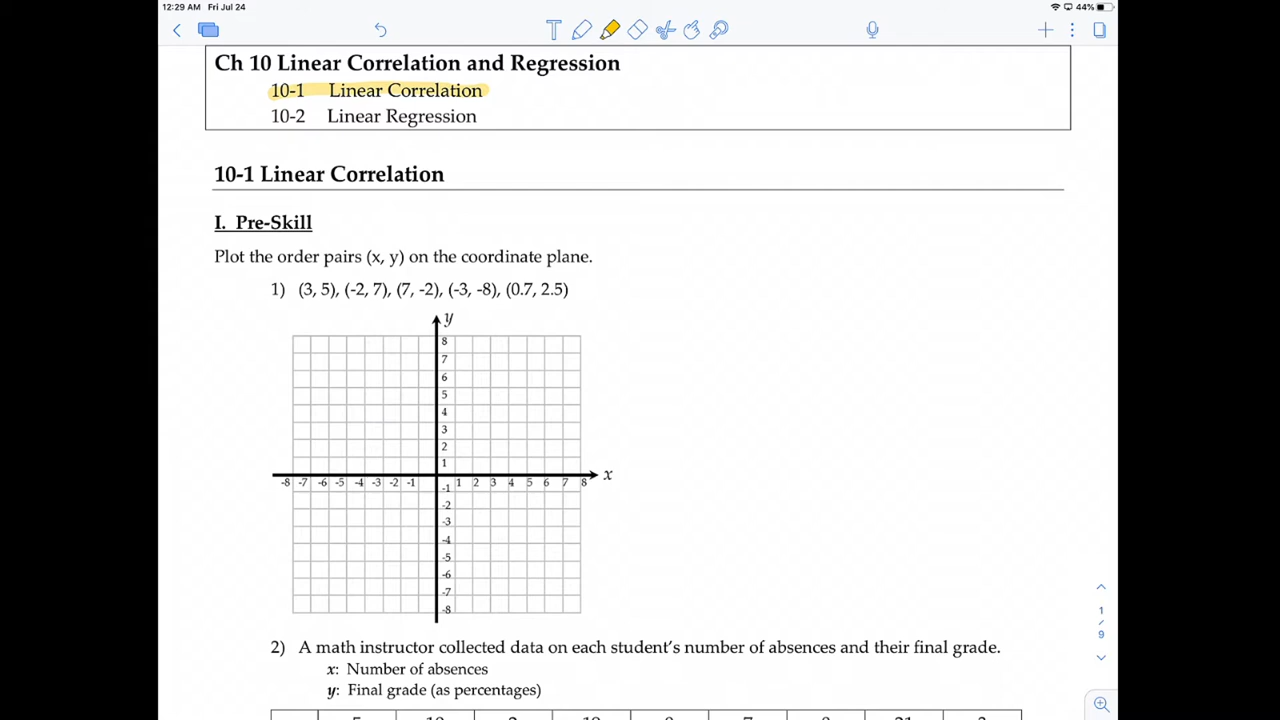 12:29 AM Fri Jul 24 44%
Ch 10 Linear Correlation and Regression
10-1 Linear Correlation
10-2 Linear Regression
10-1 Linear Correlation
I. Pre-Skill
Plot the order pairs (x, y) on the coordinate plane.
1) (3, 5), (-2, 7), (7, -2), (-3, -8), (0.7, 2.5)
y
8
7
6
5
4
3
2
1
x
-8 -7 -6 -5 -4 -3 -2 -1 1 2 3 4 5 6 7 8
-1
-2
-3
-4
-5
-6
-7
-8
1
/
9
2) A math instructor collected data on each student's number of absences and their final grade.
x: Number of absences
y: Final grade (as percentages)